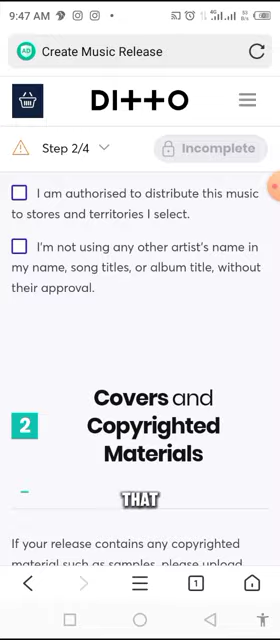 9:47 AM
4G
53
B/s
AD Create Music Release
DITTO
Step 2/4
Incomplete
I am authorised to distribute this music
to stores and territories I select.
I'm not using any other artist's name in
my name, song titles, or album title, without
their approval.
2
Covers and
Copyrighted
Materials
THAT
If your release contains any copyrighted
material such as samples, please upload
1